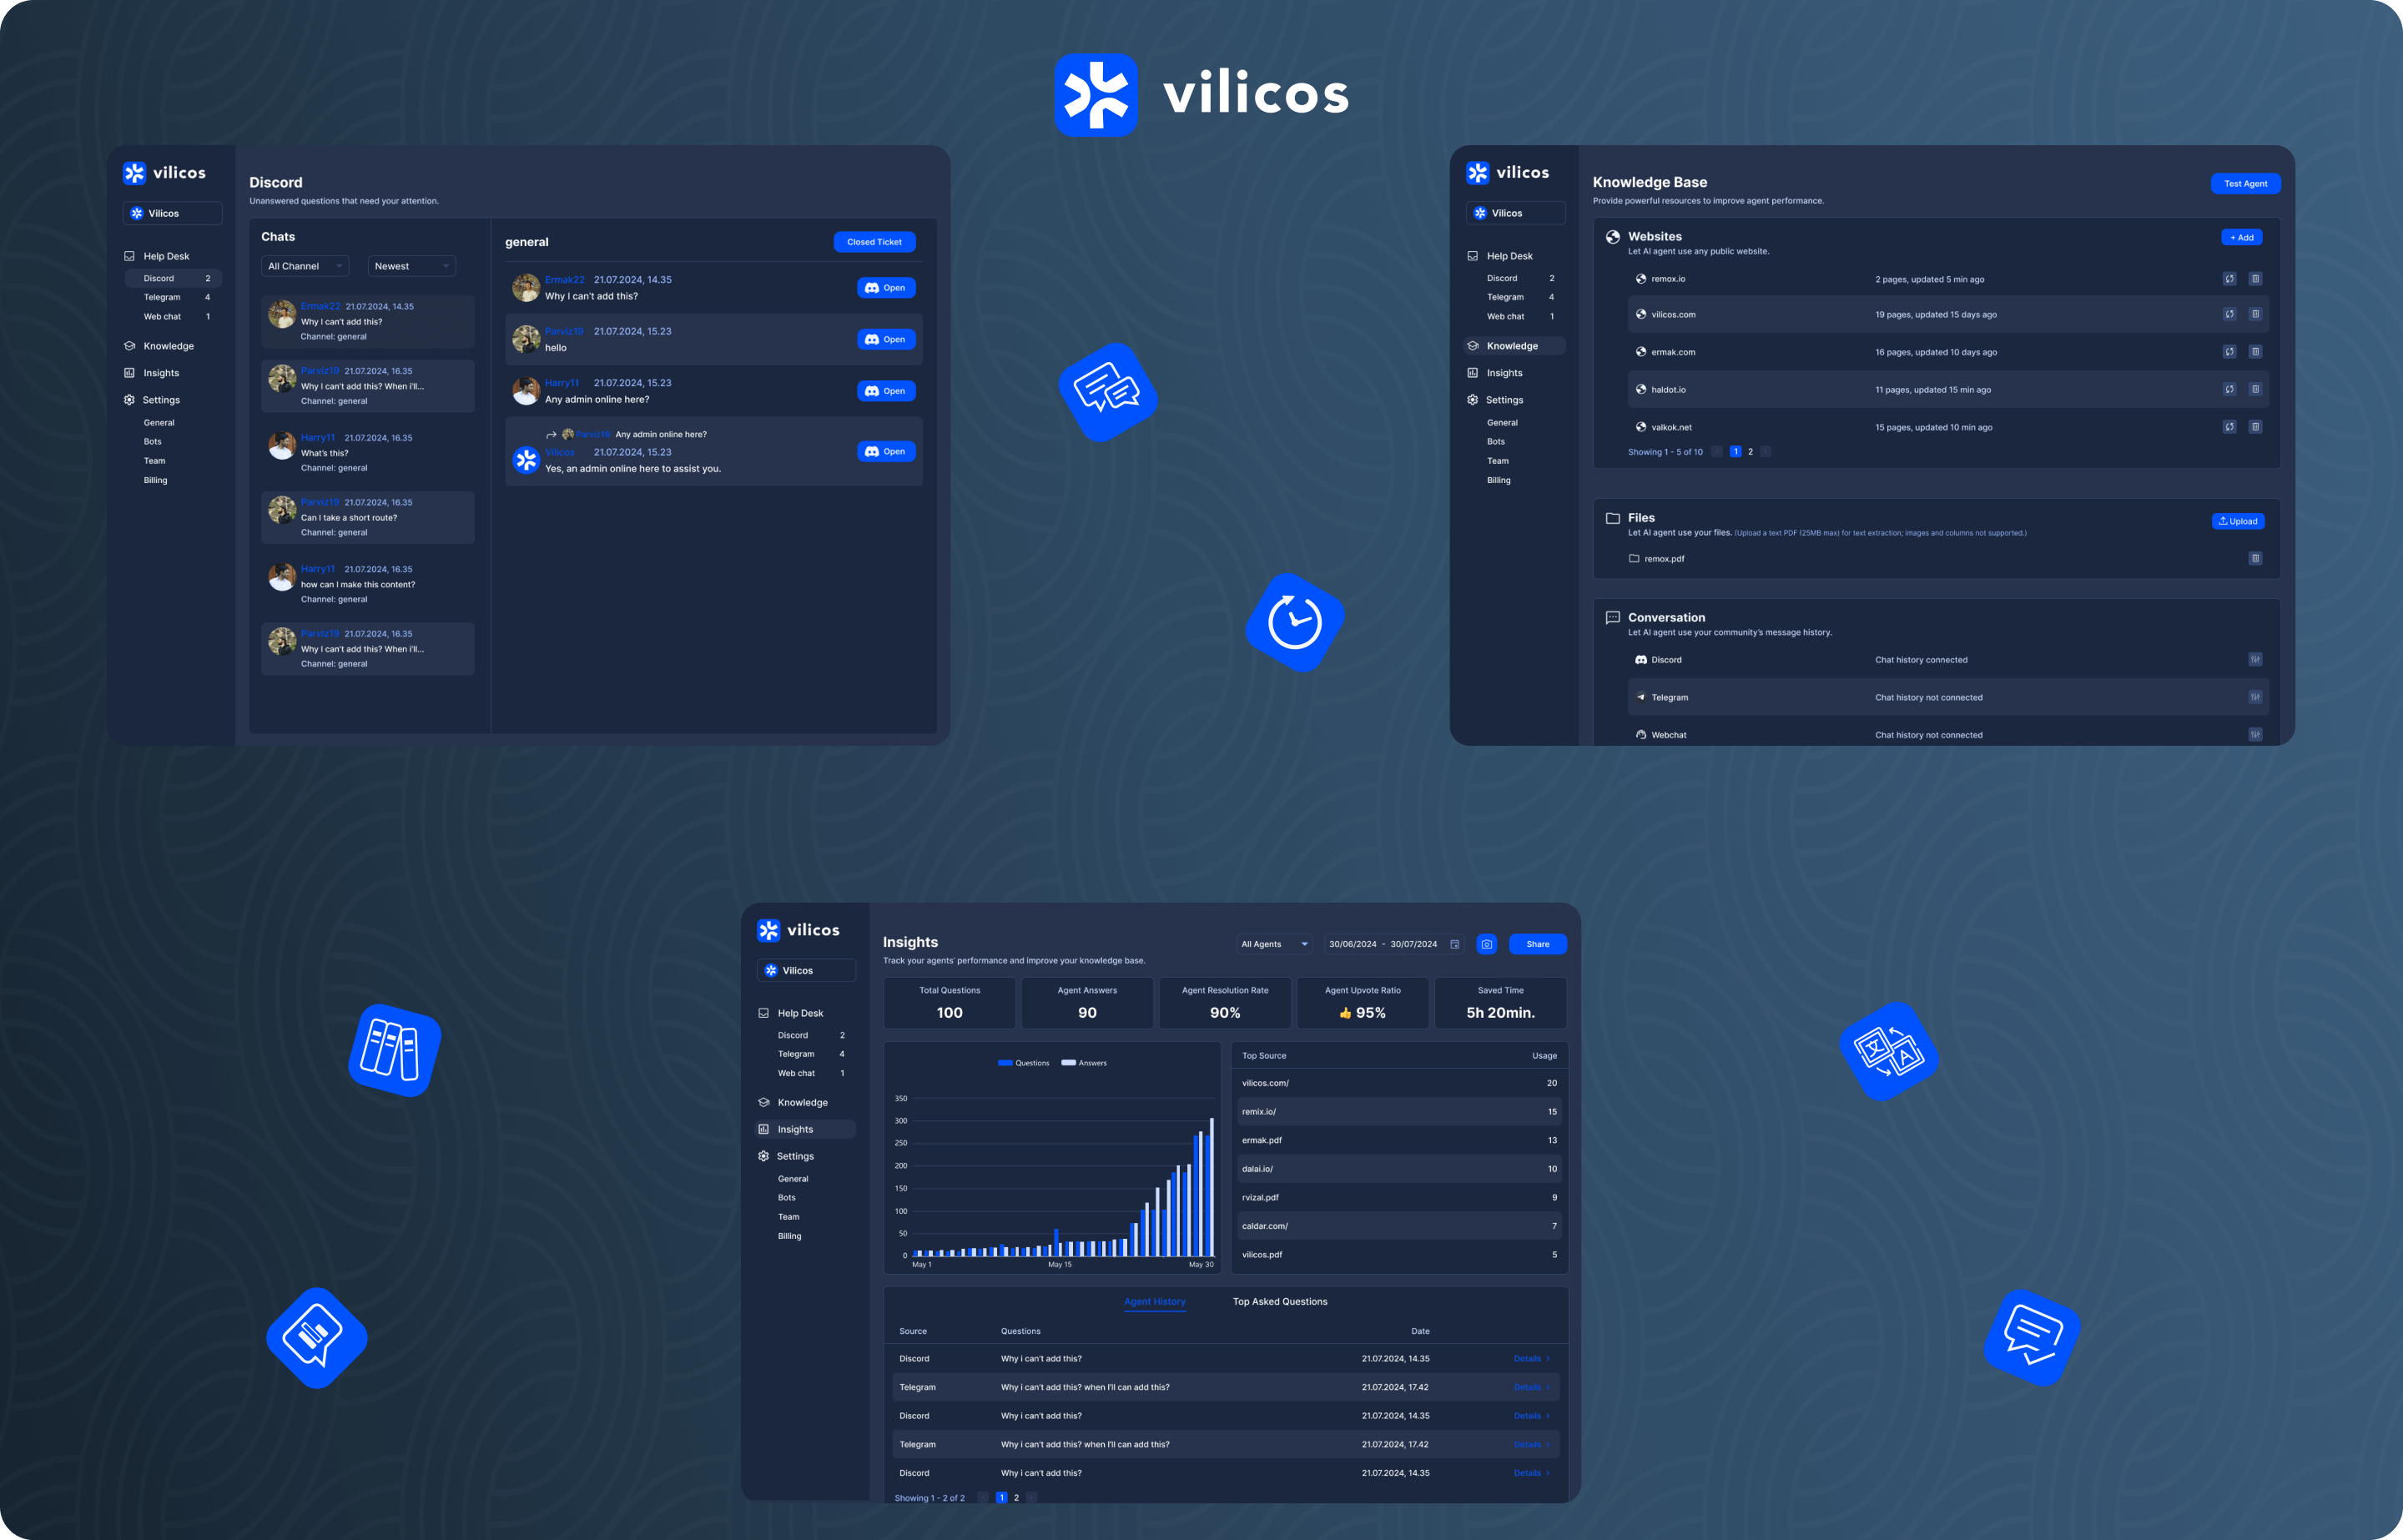 vilicos
vilicos
Vilicos
Help Desk
Discord 2
Telegram 4
Web chat 1
Knowledge
Insights
Settings
General
Bots
Team
Billing
Discord
Unanswered questions that need your attention.
Chats
All Channel Newest
Ermak22 21.07.2024, 14.35
Why I can't add this?
Channel: general
Parviz19 21.07.2024, 16.35
Why I can't add this? When i'll...
Channel: general
Harry11 21.07.2024, 16.35
What's this?
Channel: general
Parviz19 21.07.2024, 16.35
Can I take a short route?
Channel: general
Harry11 21.07.2024, 16.35
how can I make this content?
Channel: general
Parviz19 21.07.2024, 16.35
Why I can't add this? When i'll...
Channel: general
general Closed Ticket
Ermak22 21.07.2024, 14.35
Why I can't add this?
Open
Parviz19 21.07.2024, 15.23
hello
Open
Harry11 21.07.2024, 15.23
Any admin online here?
Open
Parviz19: Any admin online here?
Vilicos 21.07.2024, 15.23
Yes, an admin online here to assist you.
Open
vilicos
Vilicos
Help Desk
Discord 2
Telegram 4
Web chat 1
Knowledge
Insights
Settings
General
Bots
Team
Billing
Knowledge Base
Provide powerful resources to improve agent performance.
Test Agent
Websites
Let AI agent use any public website.
+ Add
remox.io 2 pages, updated 5 min ago
vilicos.com 19 pages, updated 15 days ago
ermak.com 16 pages, updated 10 days ago
haldot.io 11 pages, updated 15 min ago
valkok.net 15 pages, updated 10 min ago
Showing 1 - 5 of 10 1 2
Files
Let AI agent use your files. (Upload a text PDF (25MB max) for text extraction; images and columns not supported.)
Upload
remox.pdf
Conversation
Let AI agent use your community's message history.
Discord Chat history connected
Telegram Chat history not connected
Webchat Chat history not connected
vilicos
Vilicos
Help Desk
Discord 2
Telegram 4
Web chat 1
Knowledge
Insights
Settings
General
Bots
Team
Billing
Insights
Track your agents' performance and improve your knowledge base.
All Agents 30/06/2024 - 30/07/2024 Share
Total Questions
100
Agent Answers
90
Agent Resolution Rate
90%
Agent Upvote Ratio
👍 95%
Saved Time
5h 20min.
Questions Answers
350
300
250
200
150
100
50
0
May 1 May 15 May 30
Top Source Usage
vilicos.com/ 20
remix.io/ 15
ermak.pdf 13
dalai.io/ 10
rvizal.pdf 9
caldar.com/ 7
vilicos.pdf 5
Agent History Top Asked Questions
Source Questions Date
Discord Why i can't add this? 21.07.2024, 14.35 Details >
Telegram Why i can't add this? when I'll can add this? 21.07.2024, 17.42 Details >
Discord Why i can't add this? 21.07.2024, 14.35 Details >
Telegram Why i can't add this? when I'll can add this? 21.07.2024, 17.42 Details >
Discord Why i can't add this? 21.07.2024, 14.35 Details >
Showing 1 - 2 of 2 1 2
文
A